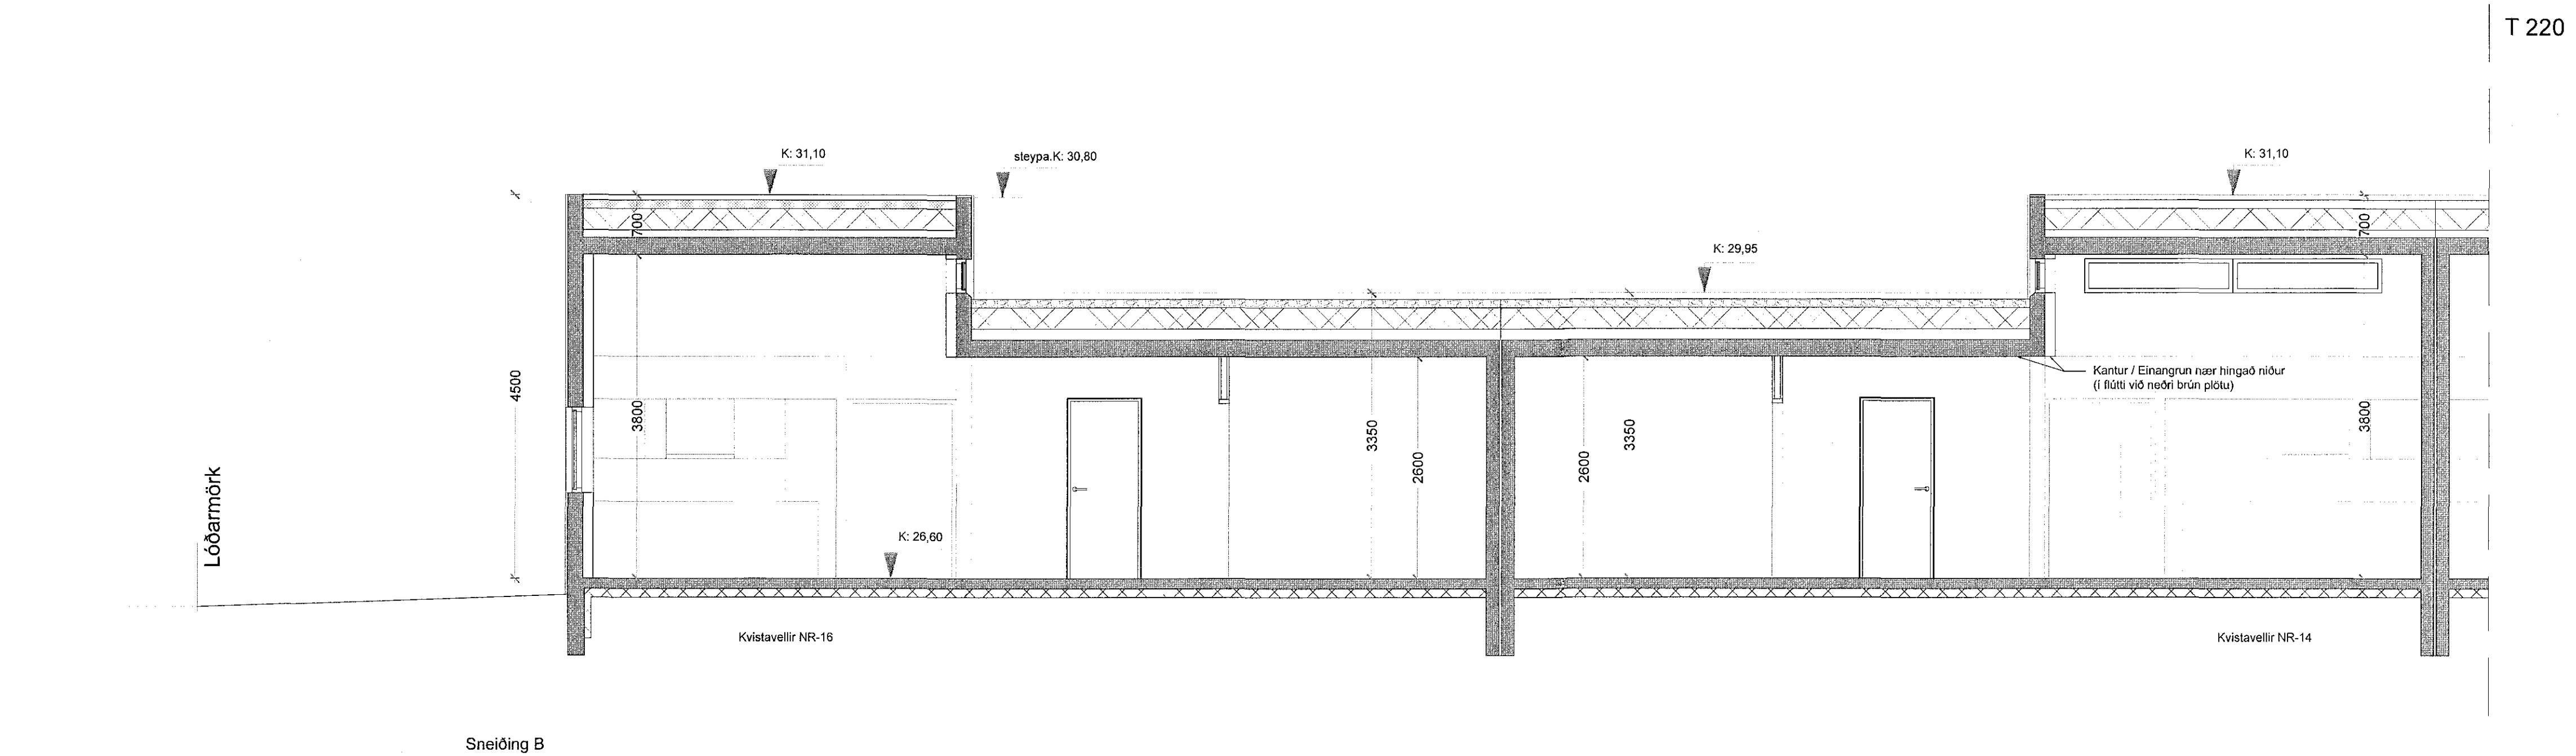 T 220
K: 31,10
steypa.K: 30,80
K: 31,10
K: 29,95
700
700
Kantur / Einangrun nær hingað niður
(í flútti við neðri brún plötu)
4500
3800
3350
2600
2600
3350
3800
Lóðarmörk
K: 26,60
Kvistavellir NR-16
Kvistavellir NR-14
Sneiðing B